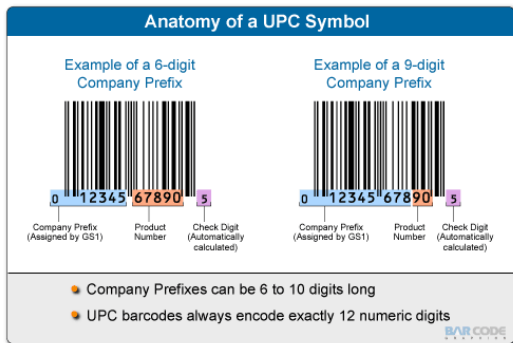 Anatomy of a UPC Symbol
Example of a 6-digit
Company Prefix
0 12345 67890 5
Company Prefix
(Assigned by GS1)
Product
Number
Check Digit
(Automatically
calculated)
Example of a 9-digit
Company Prefix
0 12345 67890 5
Company Prefix
(Assigned by GS1)
Product
Number
Check Digit
(Automatically
calculated)
Company Prefixes can be 6 to 10 digits long
UPC barcodes always encode exactly 12 numeric digits
BAR CODE
GRAPHICS